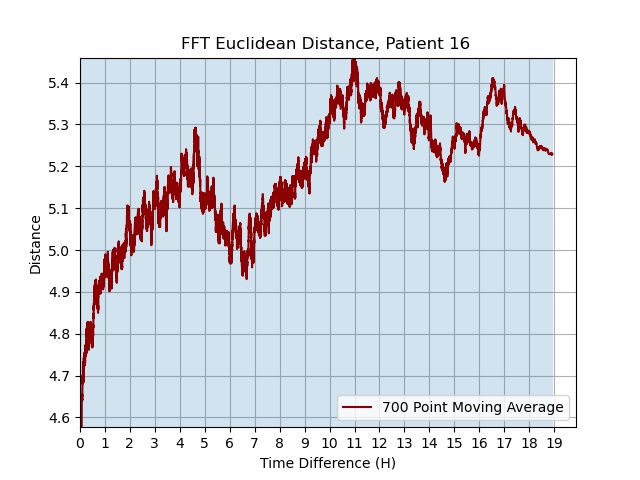 FFT Euclidean Distance, Patient 16
Distance
5.4
5.3
5.2
5.1
5.0
4.9
4.8
4.7
4.6
700 Point Moving Average
0 1 2 3 4 5 6 7 8 9 10 11 12 13 14 15 16 17 18 19
Time Difference (H)